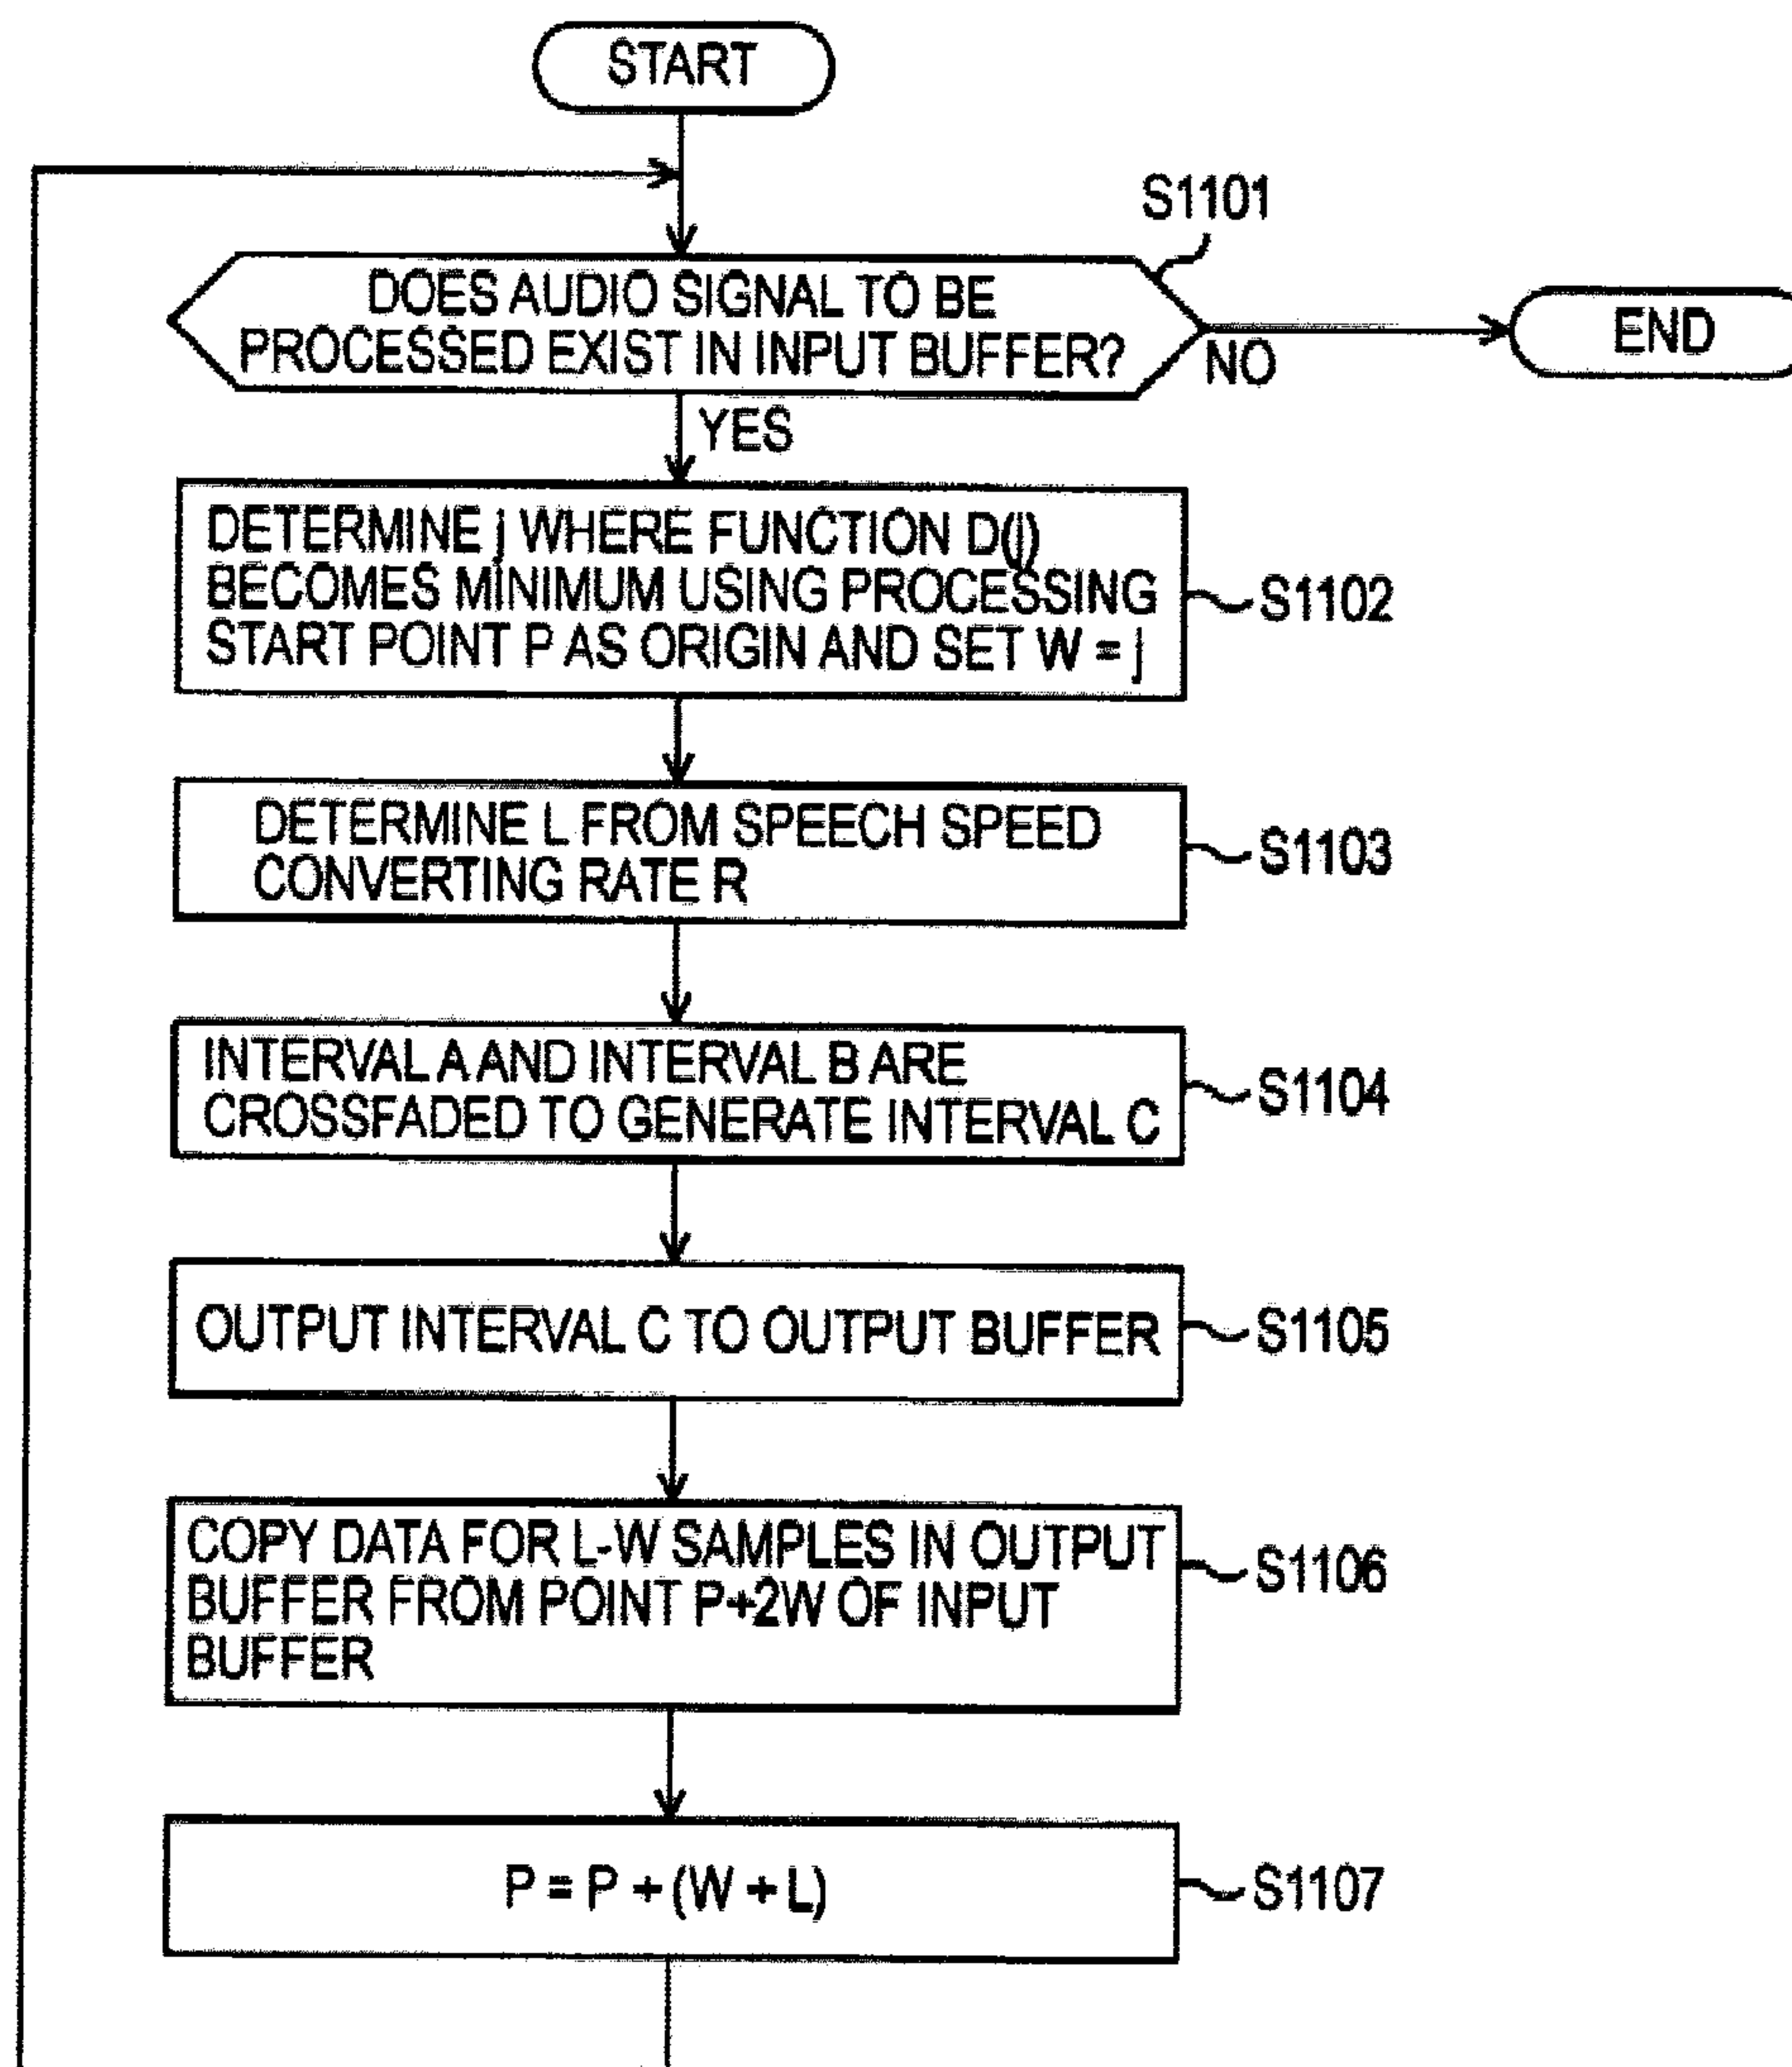 START
S1101
DOES AUDIO SIGNAL TO BE
PROCESSED EXIST IN INPUT BUFFER?
NO
END
YES
DETERMINE j WHERE FUNCTION D(j)
BECOMES MINIMUM USING PROCESSING
START POINT P AS ORIGIN AND SET W = j
S1102
DETERMINE L FROM SPEECH SPEED
CONVERTING RATE R
S1103
INTERVAL A AND INTERVAL B ARE
CROSSFADED TO GENERATE INTERVAL C
S1104
OUTPUT INTERVAL C TO OUTPUT BUFFER
S1105
COPY DATA FOR L-W SAMPLES IN OUTPUT
BUFFER FROM POINT P+2W OF INPUT
BUFFER
S1106
P = P + (W + L)
S1107